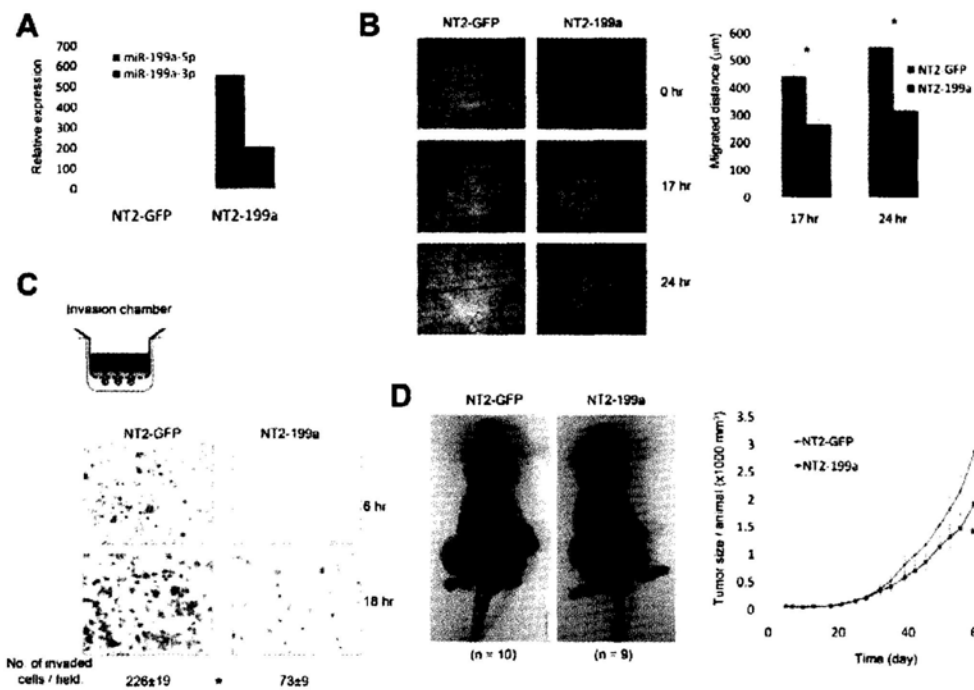 A
Relative expression
700
600
500
400
300
200
100
0
miR-199a-5p
miR-199a-3p
NT2-GFP NT2-199a
B
NT2-GFP NT2-199a
0 hr
17 hr
24 hr
Migrated distance (μm)
600
500
400
300
200
100
0
*
*
NT2-GFP
NT2-199a
17 hr 24 hr
C
Invasion chamber
NT2-GFP NT2-199a
6 hr
18 hr
No. of invaded
cells / field.
226±19 * 73±9
D
NT2-GFP NT2-199a
(n = 10) (n = 9)
Tumor size / animal (x1000 mm³)
3.5
3
2.5
2
1.5
1
0.5
0
NT2-GFP
NT2-199a
0 20 40
Time (day)